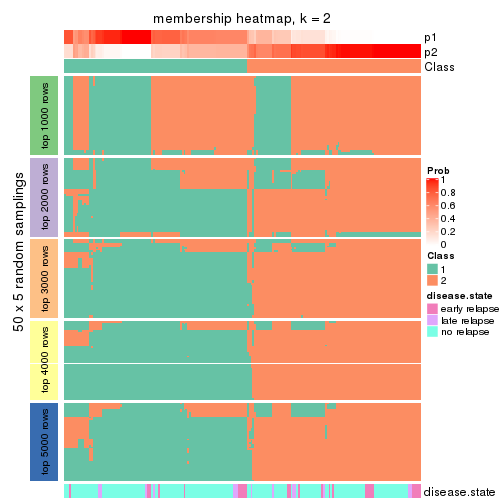 membership heatmap, k = 2
p1
p2
Class
50 x 5 random samplings
top 1000 rows
top 2000 rows
top 3000 rows
top 4000 rows
top 5000 rows
Prob
1
0.8
0.6
0.4
0.2
0
Class
1
2
disease.state
early relapse
late relapse
no relapse
disease.state